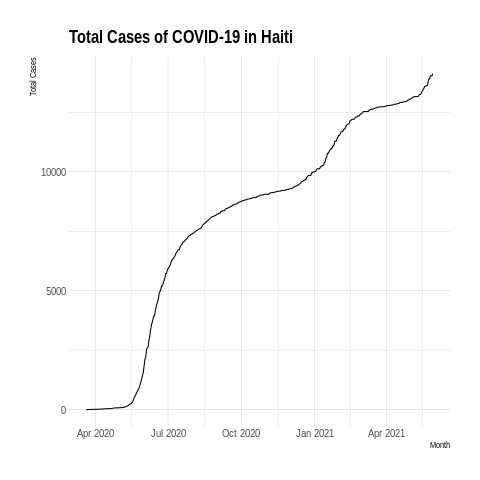 Total Cases of COVID-19 in Haiti
Total Cases
10000
5000
0
Apr 2020 Jul 2020 Oct 2020 Jan 2021 Apr 2021
Month